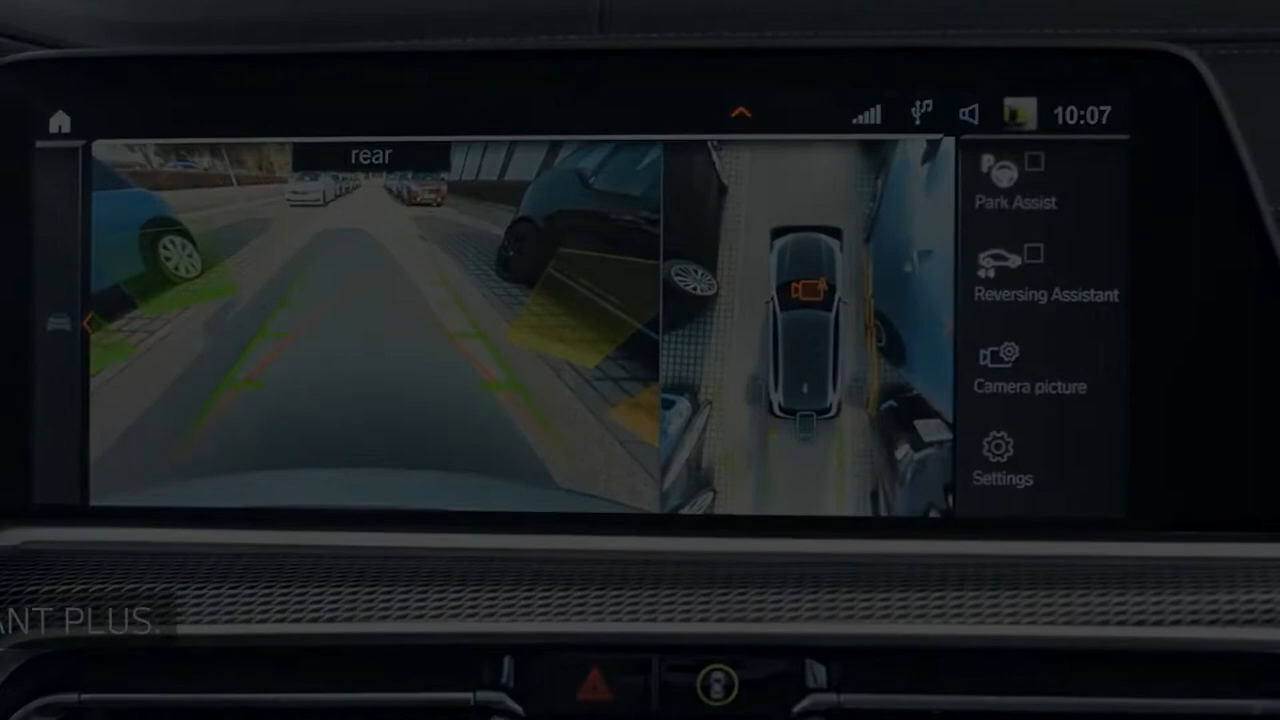 10:07
rear
Park Assist
Reversing Assistant
Camera picture
Settings
ANT PLUS.